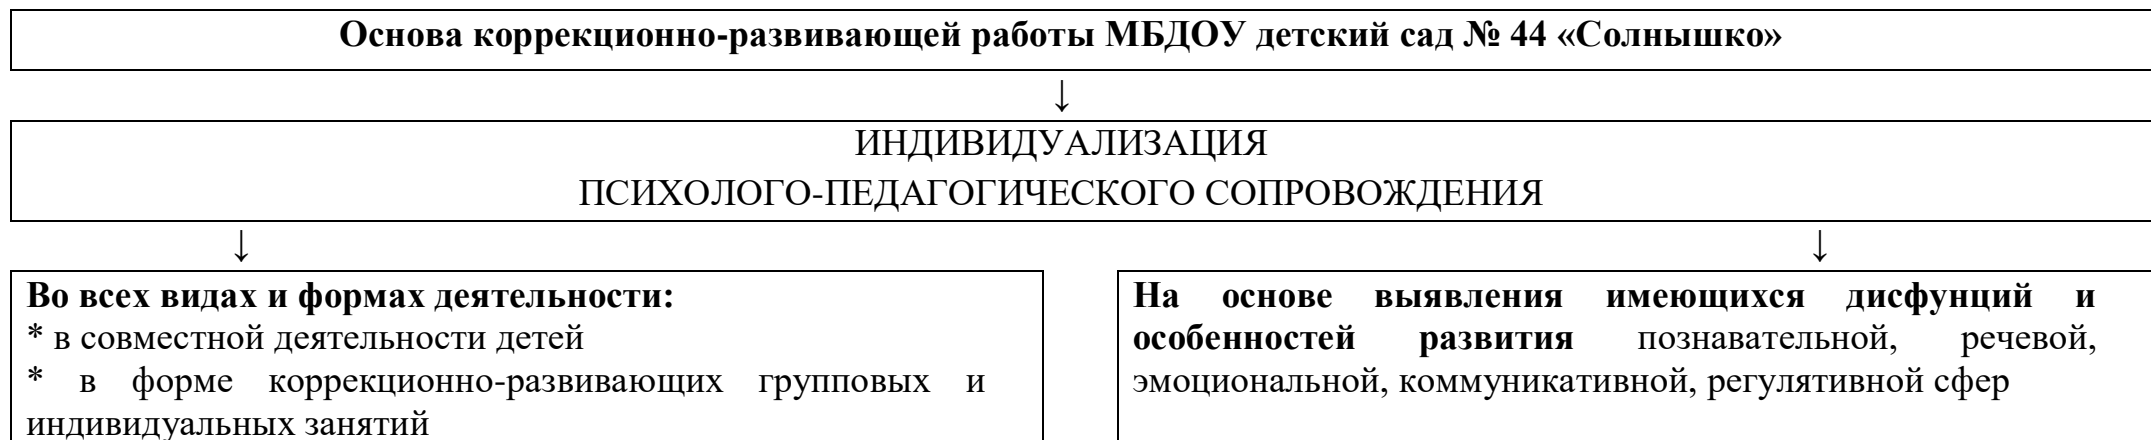 Основа коррекционно-развивающей работы МБДОУ детский сад № 44 «Солнышко»
↓
ИНДИВИДУАЛИЗАЦИЯ
ПСИХОЛОГО-ПЕДАГОГИЧЕСКОГО СОПРОВОЖДЕНИЯ
↓ ↓
Во всех видах и формах деятельности:
* в совместной деятельности детей
* в форме коррекционно-развивающих групповых и
индивидуальных занятий
На основе выявления имеющихся дисфунций и
особенностей развития познавательной, речевой,
эмоциональной, коммуникативной, регулятивной сфер